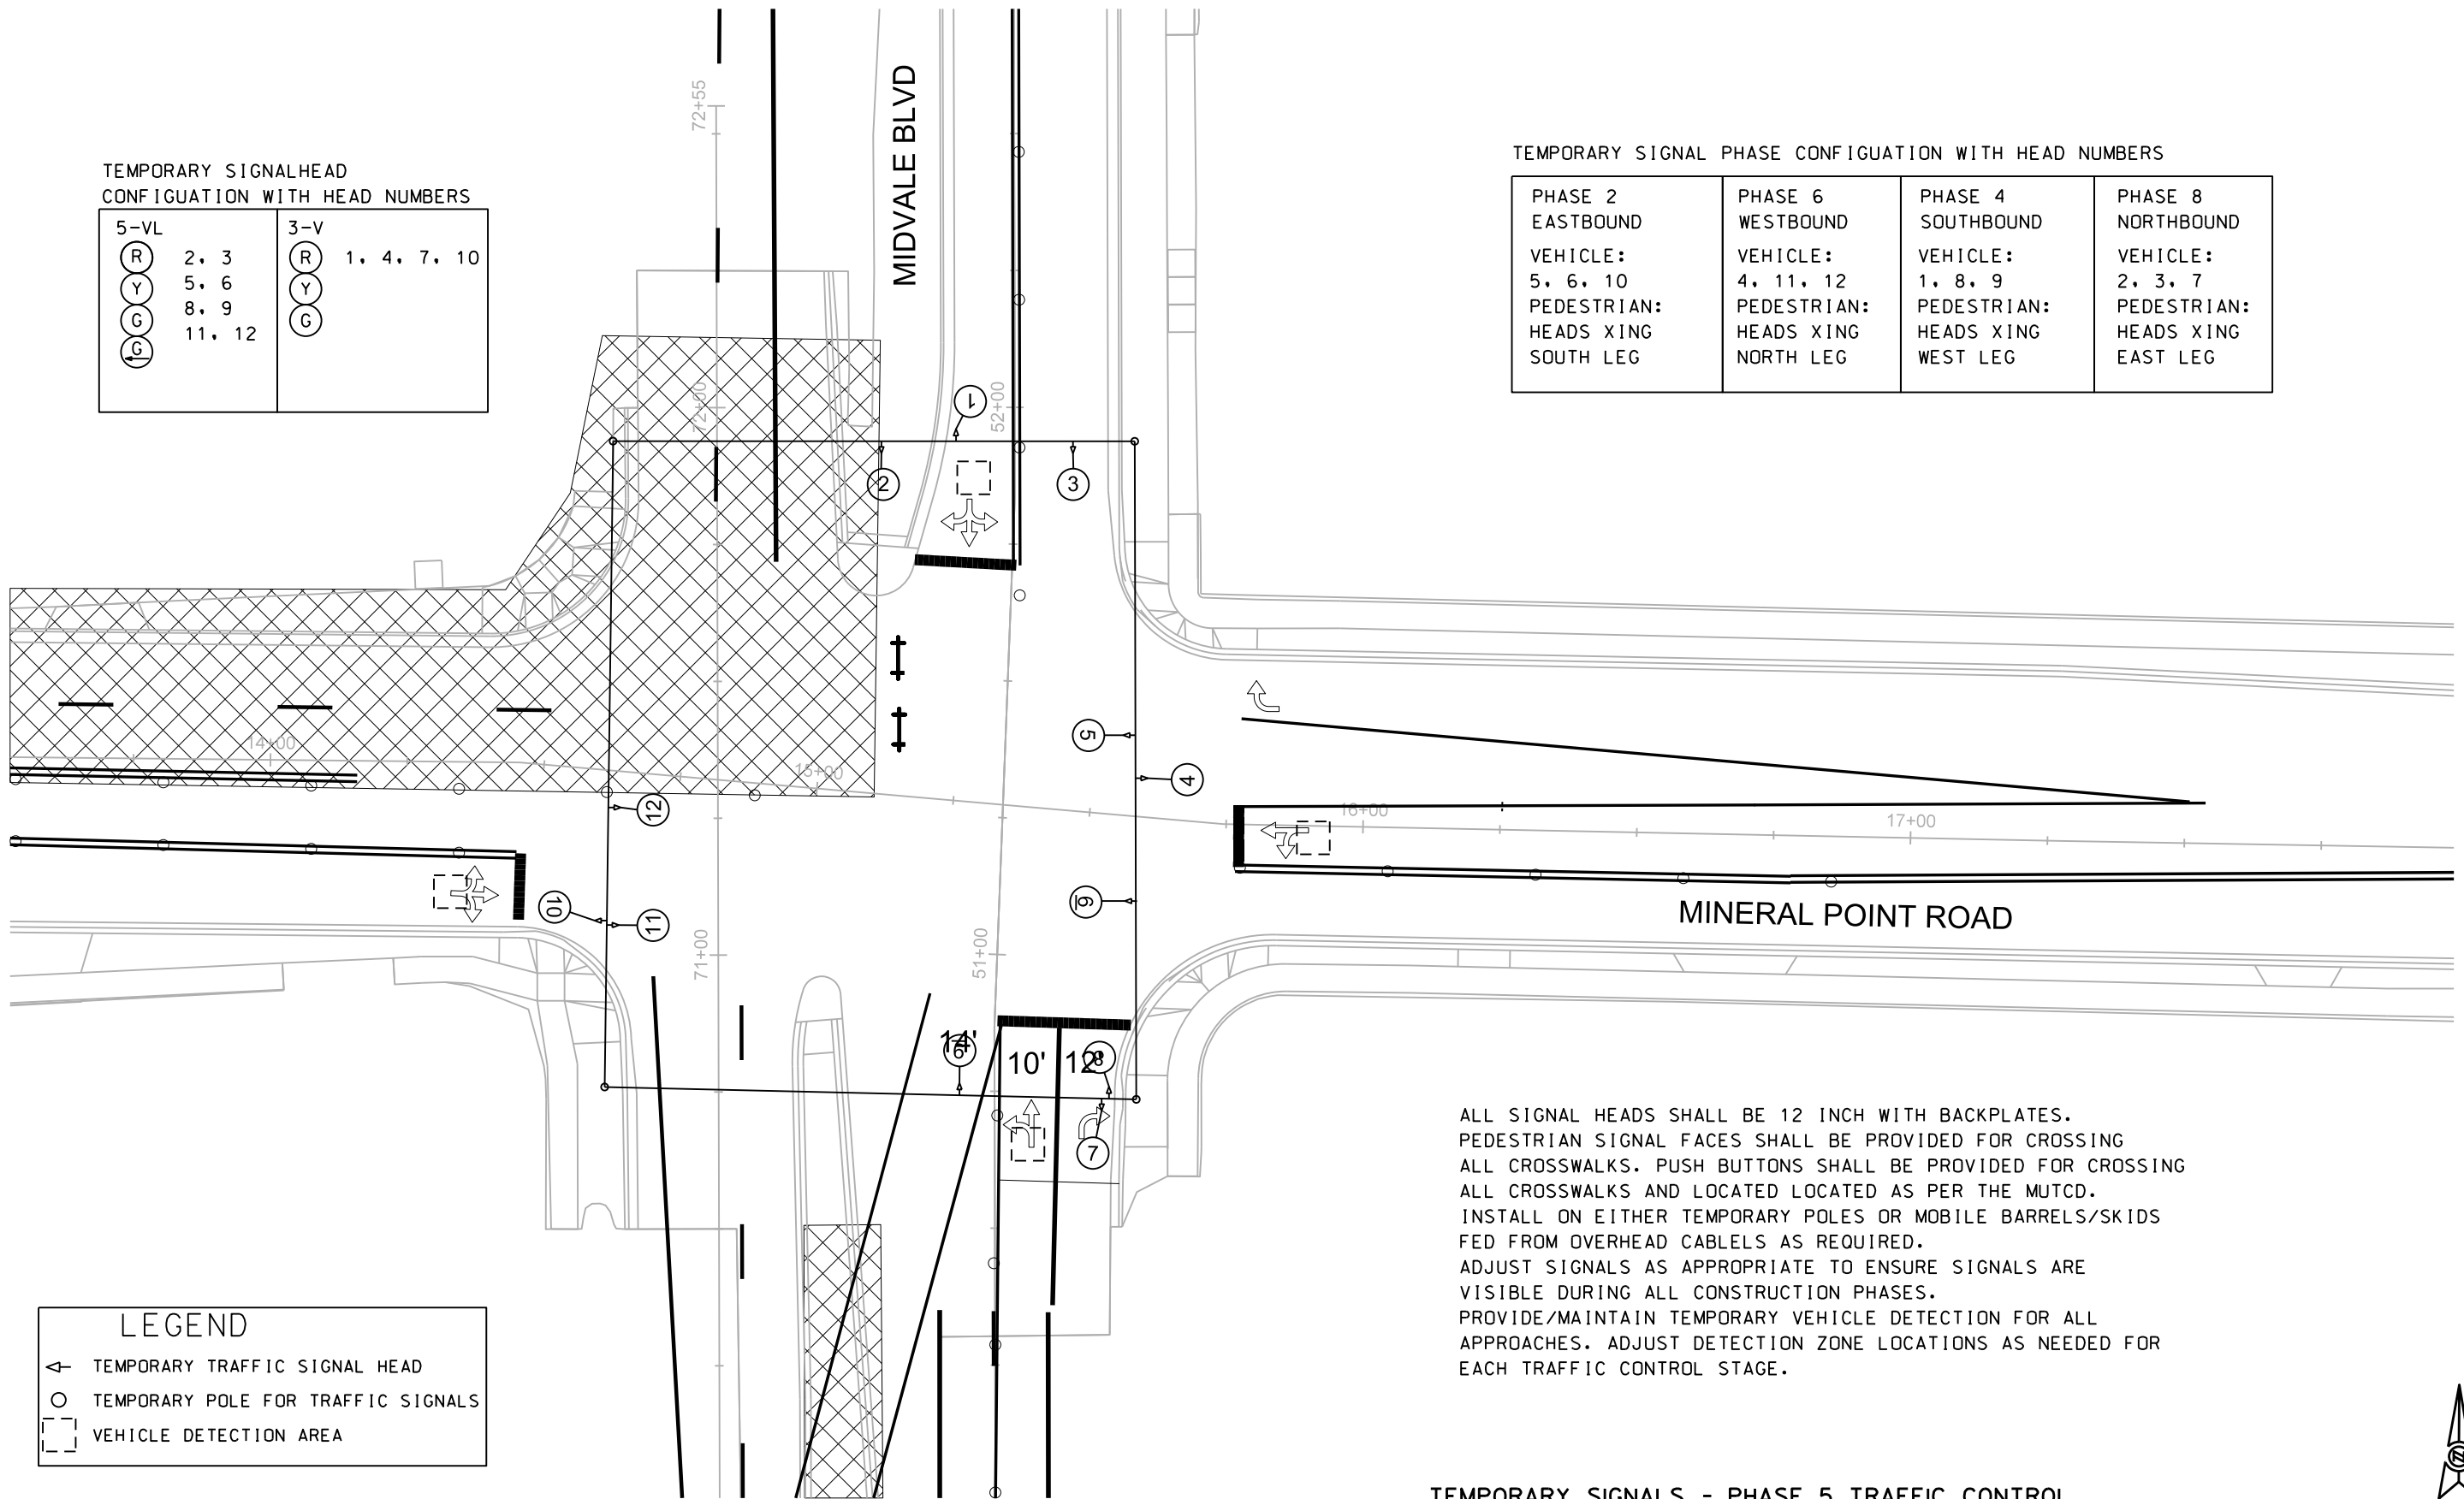 TEMPORARY SIGNALHEAD
CONFIGUATION WITH HEAD NUMBERS
5-VL
R
Y
G
G
2, 3
5, 6
8, 9
11, 12
3-V
R
Y
G
1, 4, 7, 10
TEMPORARY SIGNAL PHASE CONFIGUATION WITH HEAD NUMBERS
PHASE 2
EASTBOUND
VEHICLE:
5, 6, 10
PEDESTRIAN:
HEADS XING
SOUTH LEG
PHASE 6
WESTBOUND
VEHICLE:
4, 11, 12
PEDESTRIAN:
HEADS XING
NORTH LEG
PHASE 4
SOUTHBOUND
VEHICLE:
1, 8, 9
PEDESTRIAN:
HEADS XING
WEST LEG
PHASE 8
NORTHBOUND
VEHICLE:
2, 3, 7
PEDESTRIAN:
HEADS XING
EAST LEG
72+55
MIDVALE BLVD
72+00
52+00
1
2
3
14+00
15+00
16+00
17+00
5
4
12
10
11
6
MINERAL POINT ROAD
71+00
51+00
14'
9
10'
12'
8
7
ALL SIGNAL HEADS SHALL BE 12 INCH WITH BACKPLATES.
PEDESTRIAN SIGNAL FACES SHALL BE PROVIDED FOR CROSSING
ALL CROSSWALKS. PUSH BUTTONS SHALL BE PROVIDED FOR CROSSING
ALL CROSSWALKS AND LOCATED LOCATED AS PER THE MUTCD.
INSTALL ON EITHER TEMPORARY POLES OR MOBILE BARRELS/SKIDS
FED FROM OVERHEAD CABLELS AS REQUIRED.
ADJUST SIGNALS AS APPROPRIATE TO ENSURE SIGNALS ARE
VISIBLE DURING ALL CONSTRUCTION PHASES.
PROVIDE/MAINTAIN TEMPORARY VEHICLE DETECTION FOR ALL
APPROACHES. ADJUST DETECTION ZONE LOCATIONS AS NEEDED FOR
EACH TRAFFIC CONTROL STAGE.
LEGEND
TEMPORARY TRAFFIC SIGNAL HEAD
TEMPORARY POLE FOR TRAFFIC SIGNALS
VEHICLE DETECTION AREA
TEMPORARY SIGNALS - PHASE 5 TRAFFIC CONTROL